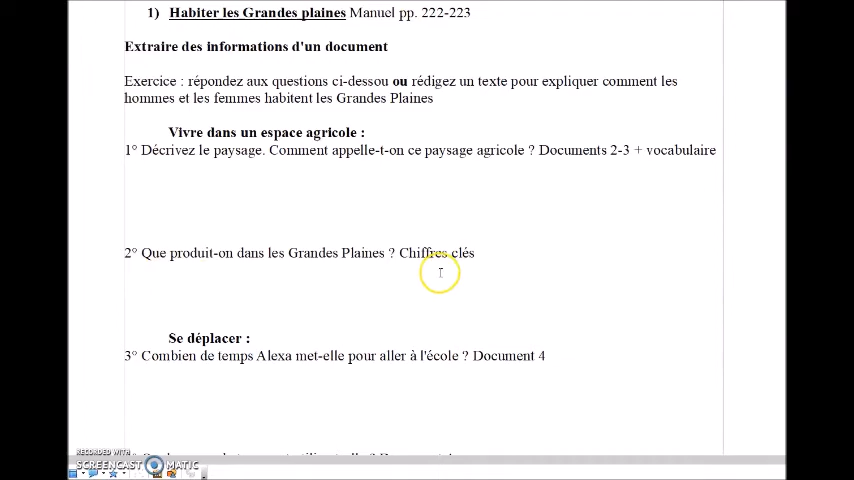 1) Habiter les Grandes plaines Manuel pp. 222-223
Extraire des informations d'un document
Exercice : répondez aux questions ci-dessou ou rédigez un texte pour expliquer comment les
hommes et les femmes habitent les Grandes Plaines
Vivre dans un espace agricole :
1° Décrivez le paysage. Comment appelle-t-on ce paysage agricole ? Documents 2-3 + vocabulaire
2° Que produit-on dans les Grandes Plaines ? Chiffres clés
Se déplacer :
3° Combien de temps Alexa met-elle pour aller à l'école ? Document 4
RECORDED WITH
SCREENCAST MATIC